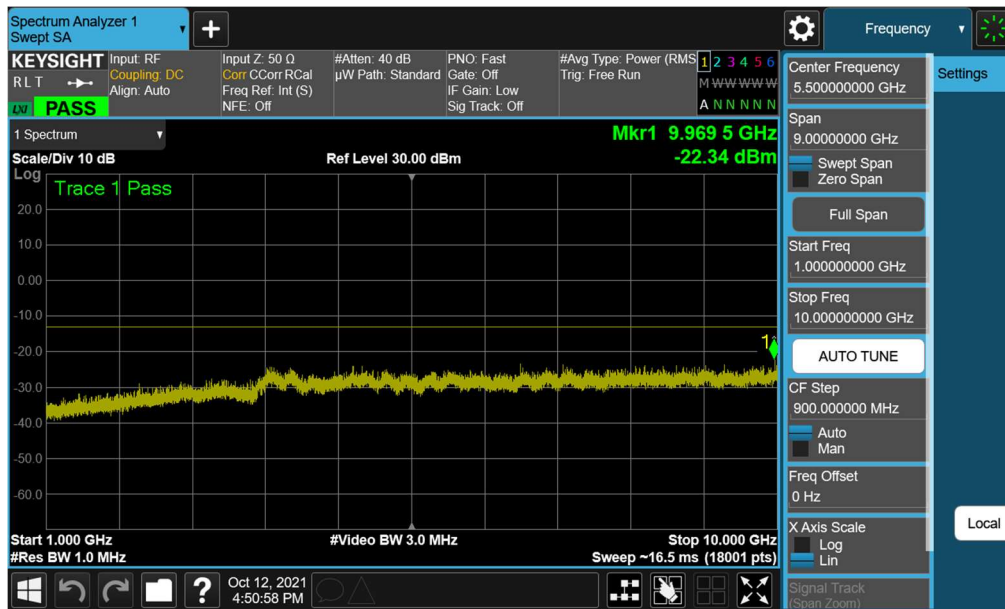 Spectrum Analyzer 1
Swept SA
Frequency
KEYSIGHT
R L T
LXI PASS
Input: RF
Coupling: DC
Align: Auto
Input Z: 50 Ω
Corr CCorr RCal
Freq Ref: Int (S)
NFE: Off
#Atten: 40 dB
µW Path: Standard
PNO: Fast
Gate: Off
IF Gain: Low
Sig Track: Off
#Avg Type: Power (RMS
Trig: Free Run
1 2 3 4 5 6
M W W W W W
A N N N N N
1 Spectrum
Scale/Div 10 dB
Ref Level 30.00 dBm
Mkr1 9.969 5 GHz
-22.34 dBm
Log
Trace 1 Pass
20.0
10.0
0.00
-10.0
-20.0
-30.0
-40.0
-50.0
-60.0
1
Start 1.000 GHz
#Video BW 3.0 MHz
Stop 10.000 GHz
#Res BW 1.0 MHz
Sweep ~16.5 ms (18001 pts)
?
Oct 12, 2021
4:50:58 PM
Center Frequency
5.500000000 GHz
Settings
Span
9.00000000 GHz
Swept Span
Zero Span
Full Span
Start Freq
1.000000000 GHz
Stop Freq
10.000000000 GHz
AUTO TUNE
CF Step
900.000000 MHz
Auto
Man
Freq Offset
0 Hz
X Axis Scale
Log
Lin
Local
Signal Track
(Span Zoom)